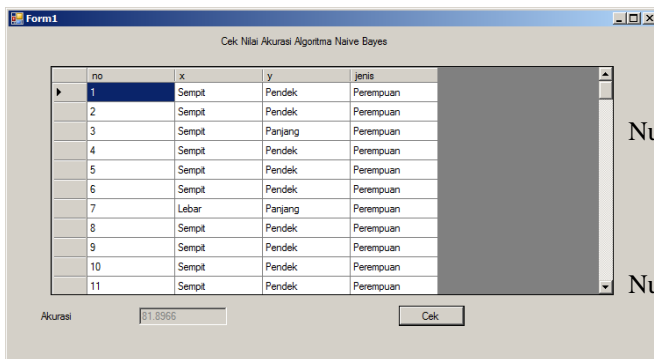 Form1
Cek Nilai Akurasi Algoritma Naive Bayes
no x y jenis
1 Sempit Pendek Perempuan
2 Sempit Pendek Perempuan
3 Sempit Panjang Perempuan
4 Sempit Pendek Perempuan
5 Sempit Pendek Perempuan
6 Sempit Pendek Perempuan
7 Lebar Panjang Perempuan
8 Sempit Pendek Perempuan
9 Sempit Pendek Perempuan
10 Sempit Pendek Perempuan
11 Sempit Pendek Perempuan
Akurasi 81.8966 Cek
Nu
Nu